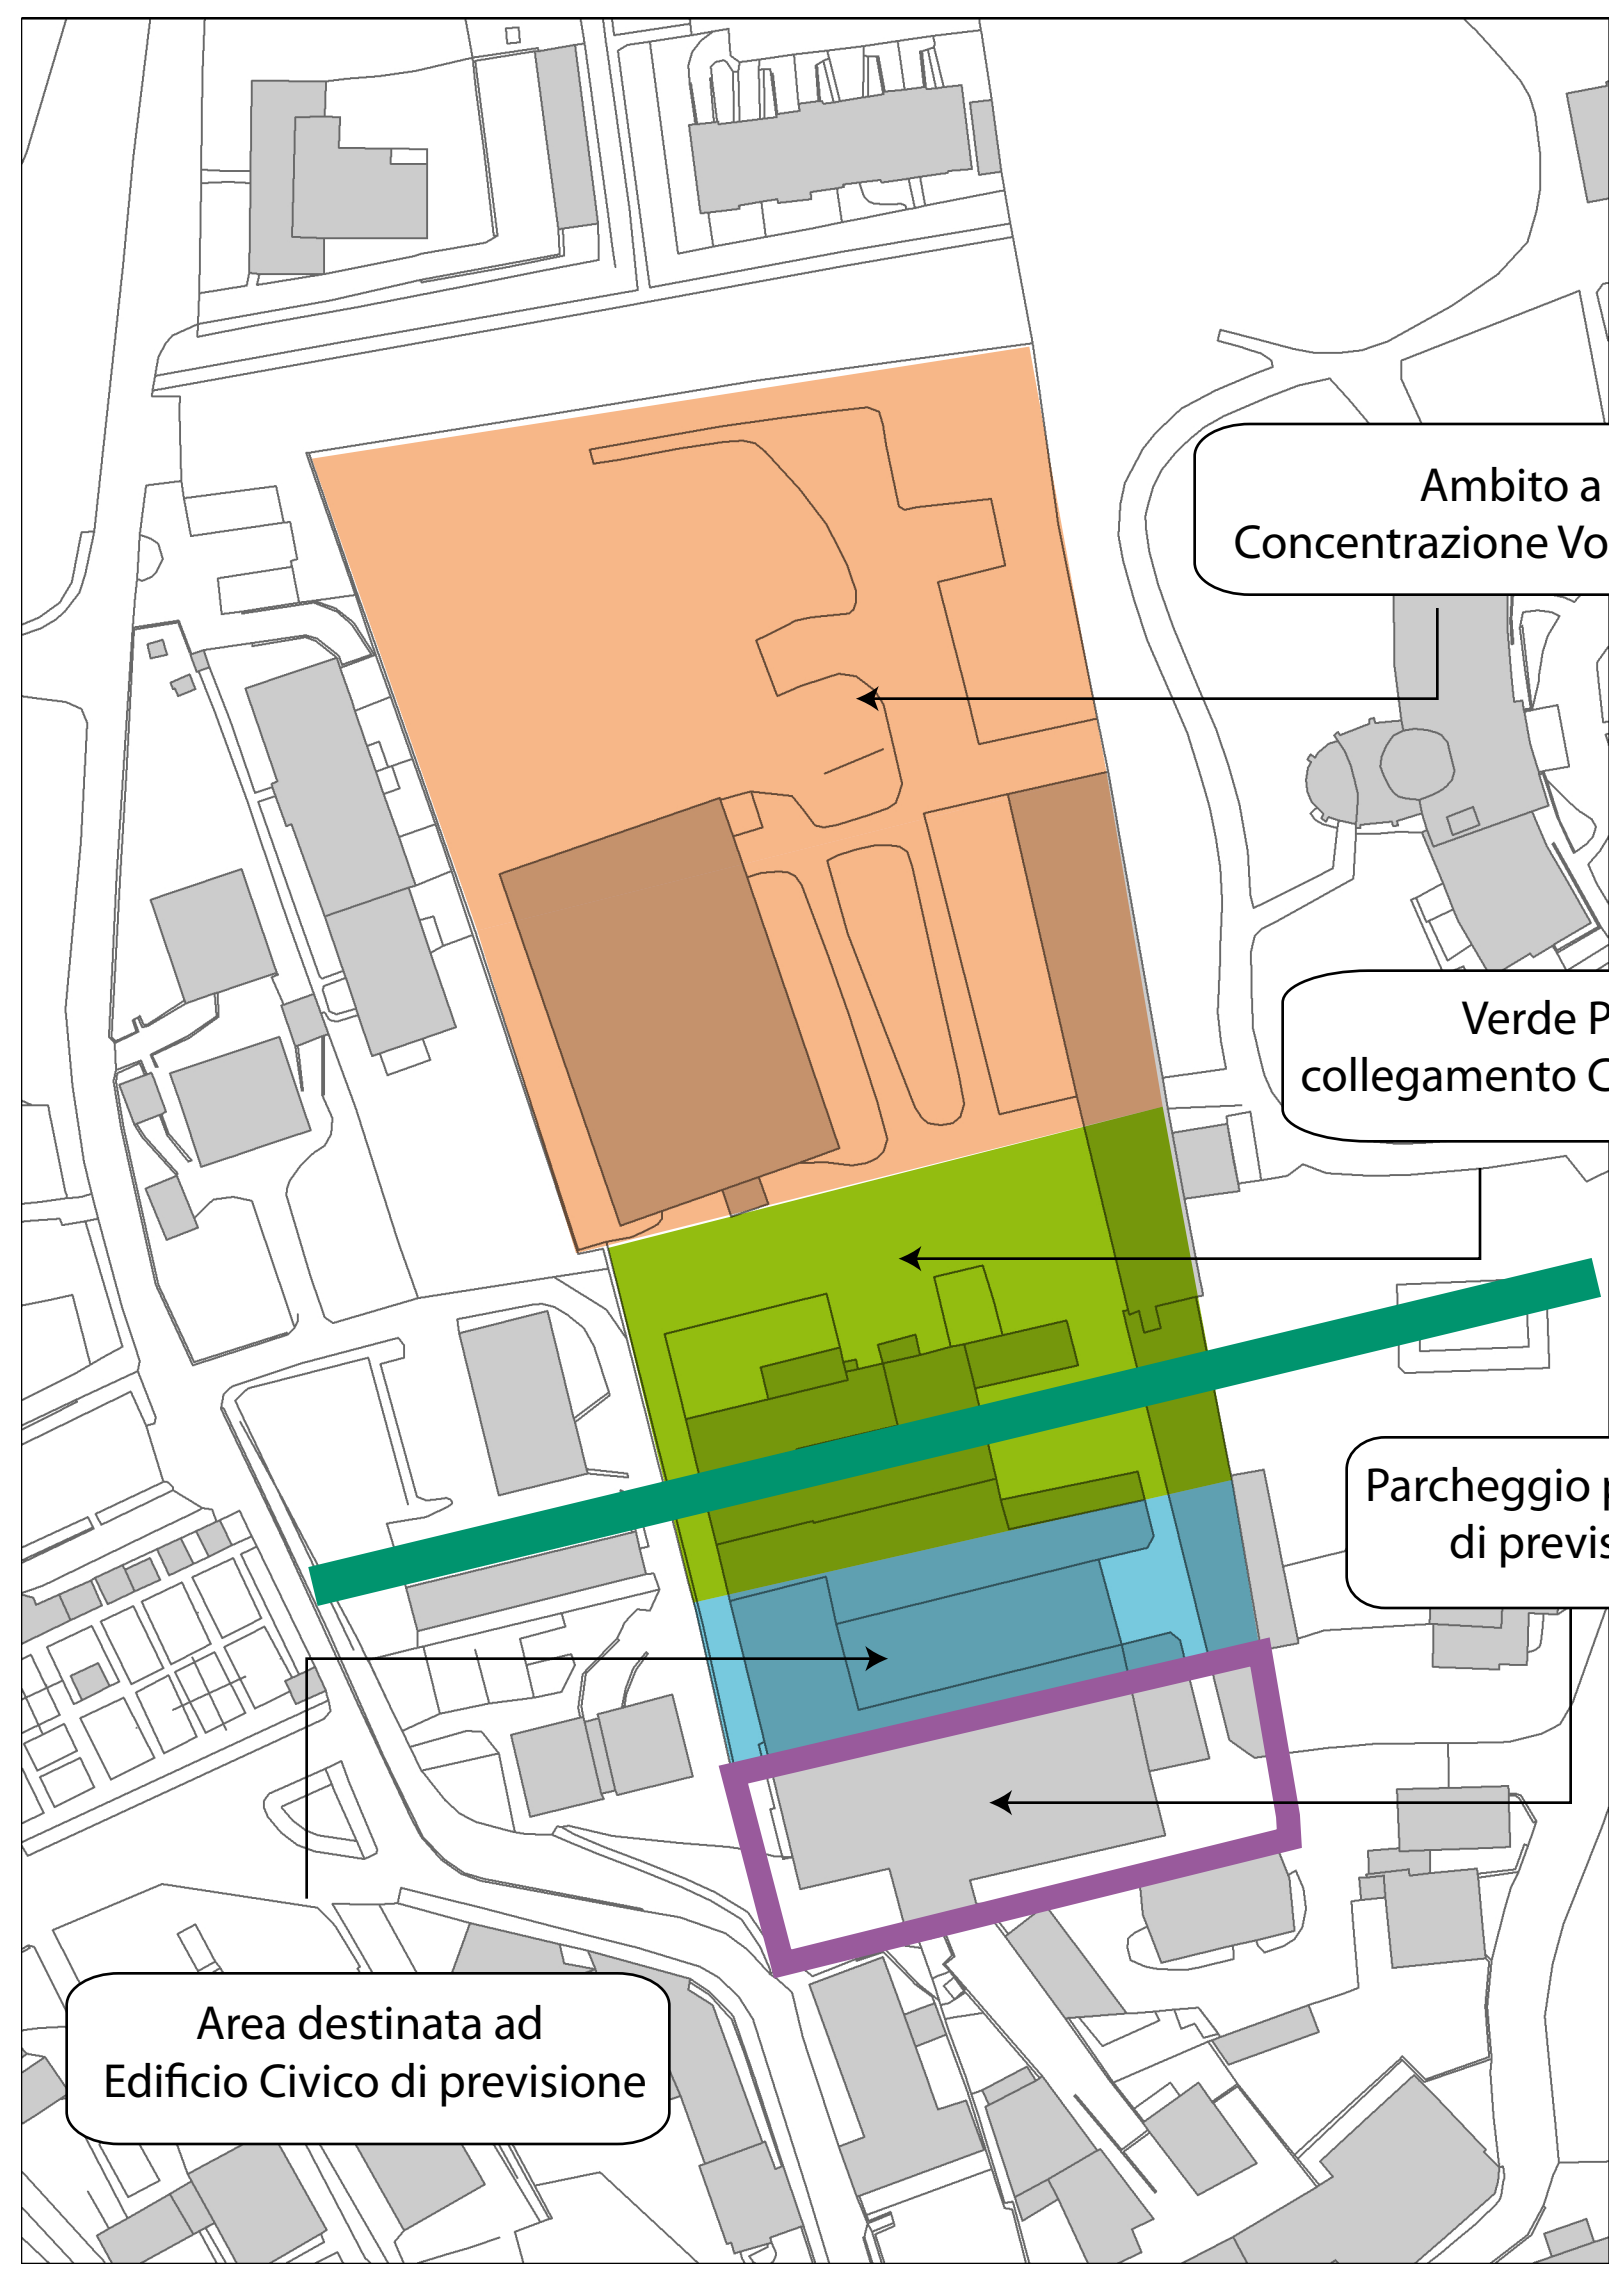 Ambito a
Concentrazione Vo
Verde P
collegamento C
Parcheggio p
di previs
Area destinata ad
Edificio Civico di previsione